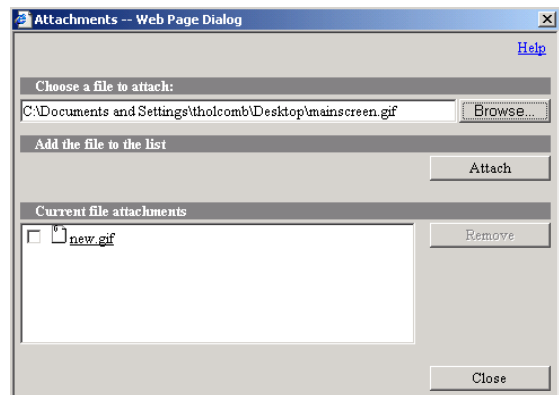 Attachments -- Web Page Dialog
Help
Choose a file to attach:
C:\Documents and Settings\tholcomb\Desktop\mainscreen.gif Browse...
Add the file to the list
Attach
Current file attachments
new.gif Remove
Close